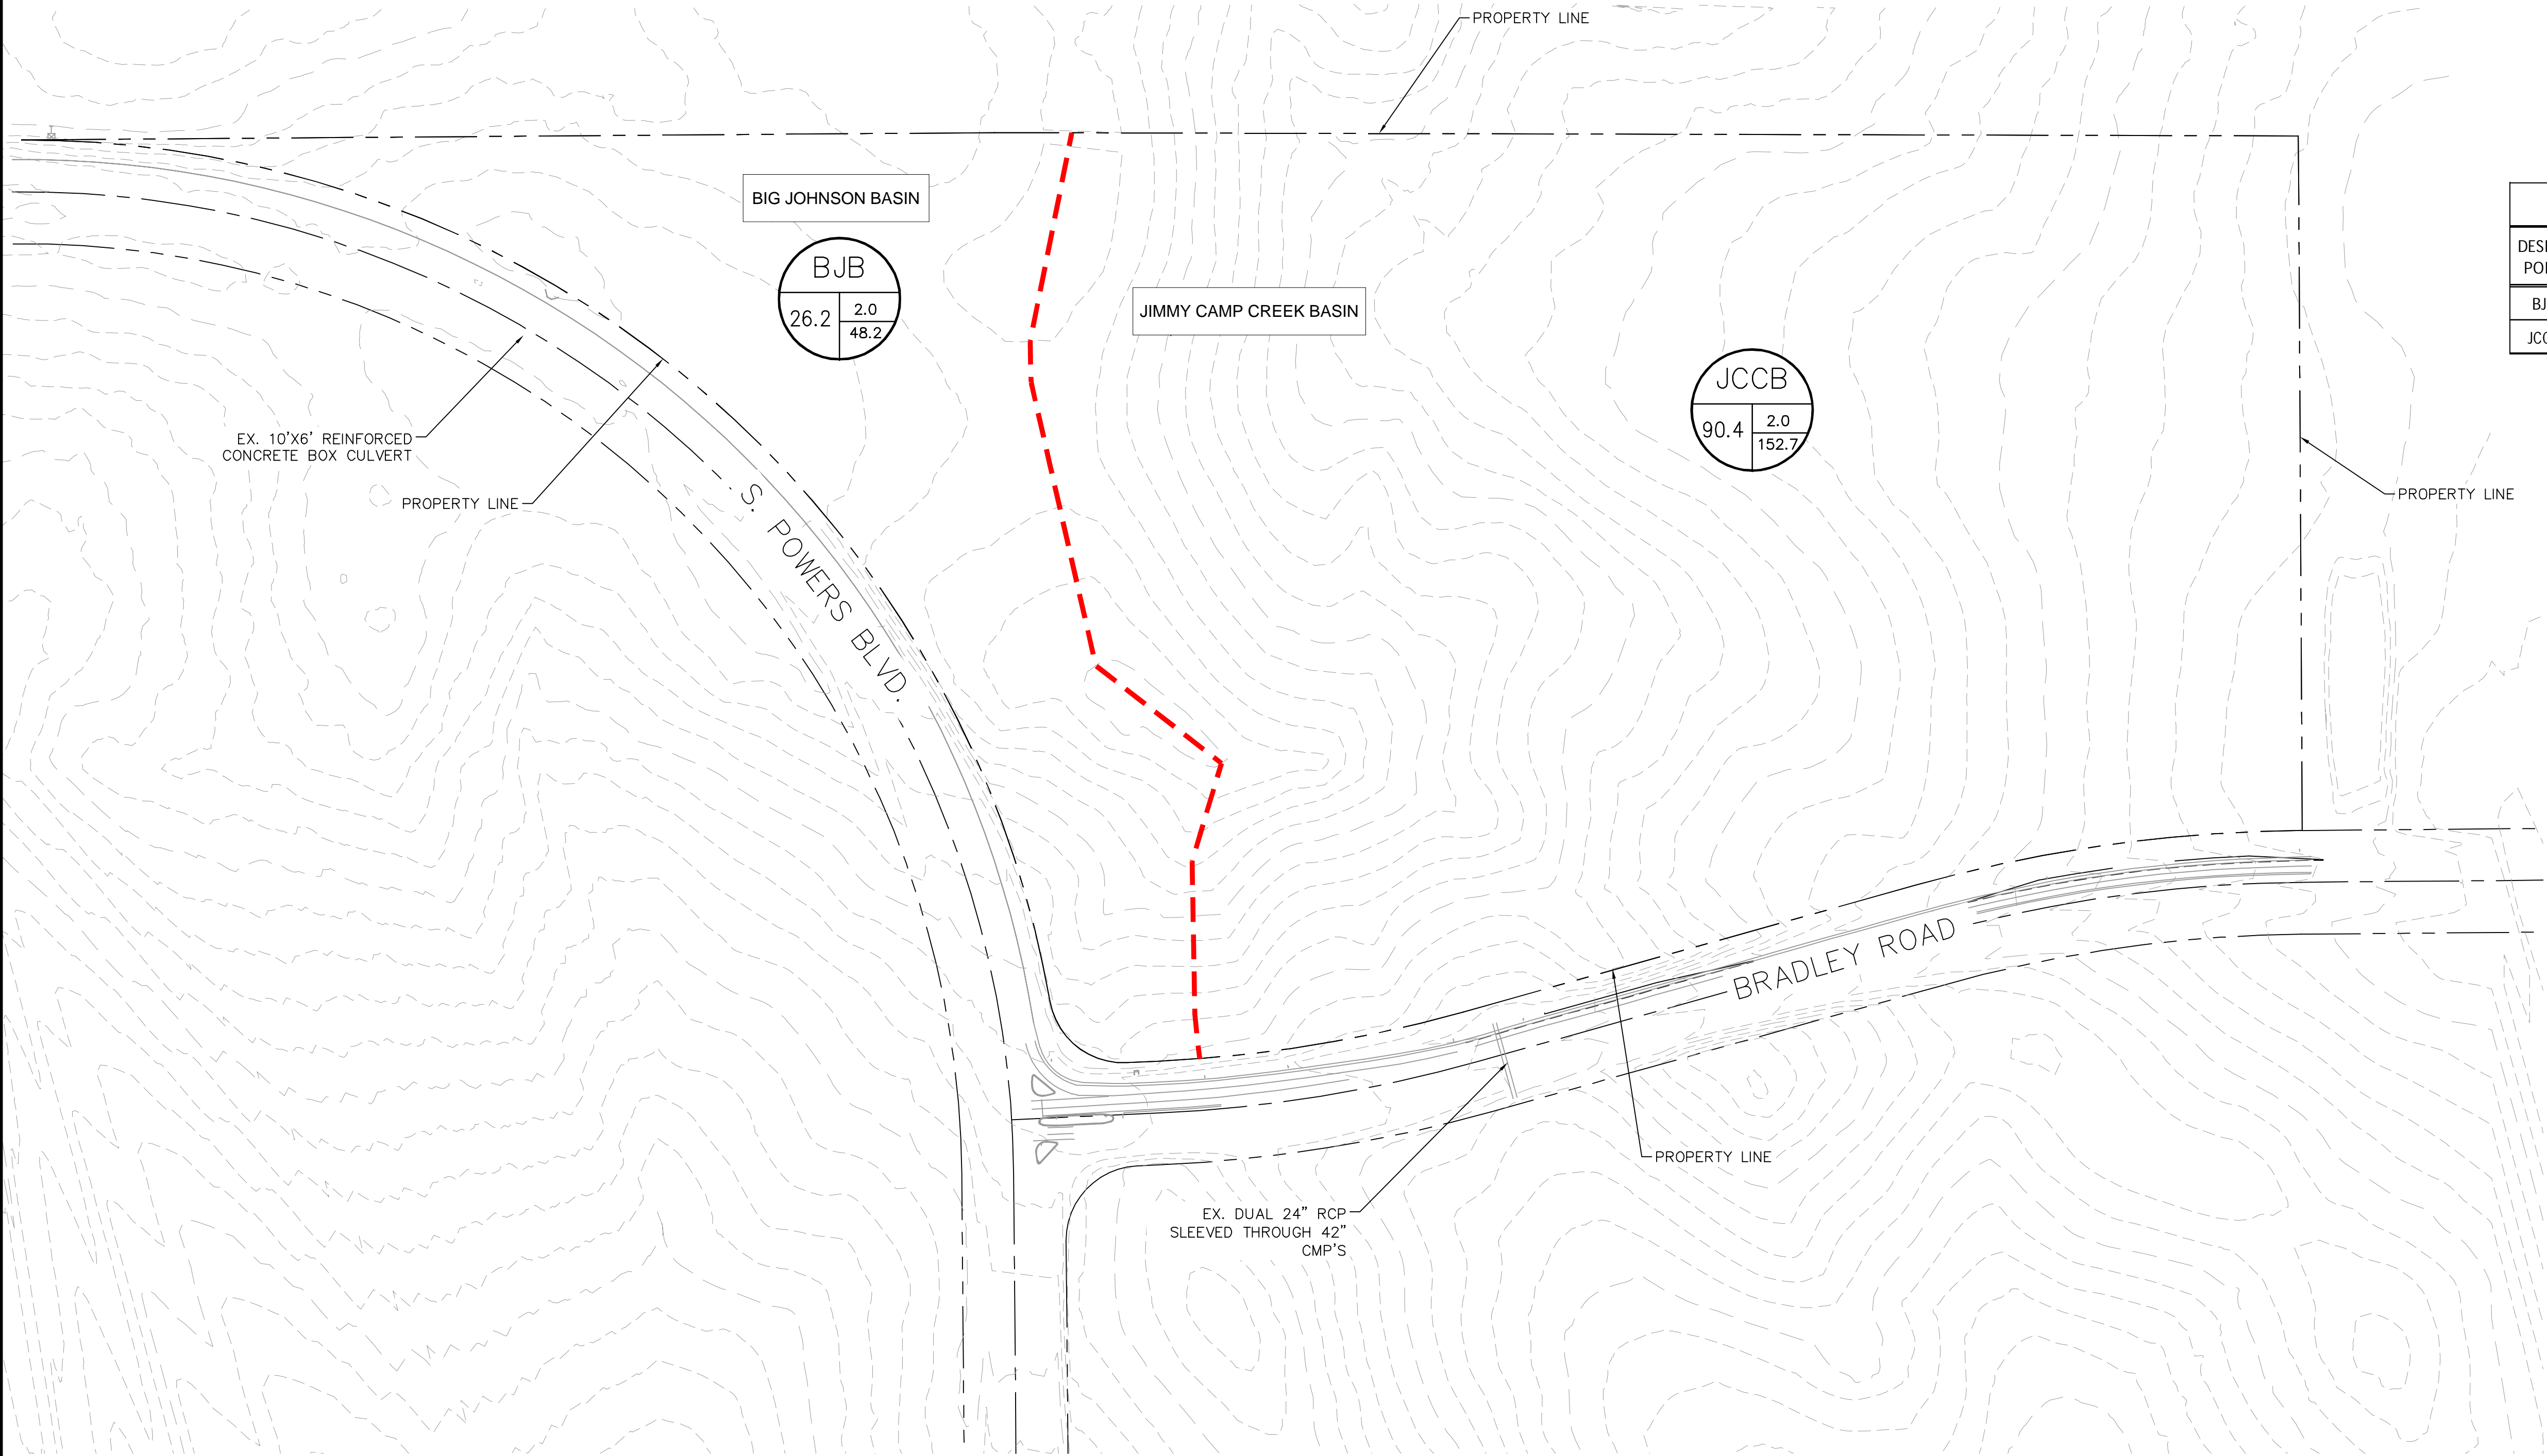 PROPERTY LINE
BIG JOHNSON BASIN
BJB
26.2
2.0
48.2
JIMMY CAMP CREEK BASIN
JCCB
90.4
2.0
152.7
EX. 10'X6' REINFORCED
CONCRETE BOX CULVERT
PROPERTY LINE
PROPERTY LINE
S. POWERS BLVD.
BRADLEY ROAD
PROPERTY LINE
EX. DUAL 24" RCP
SLEEVED THROUGH 42"
CMP'S